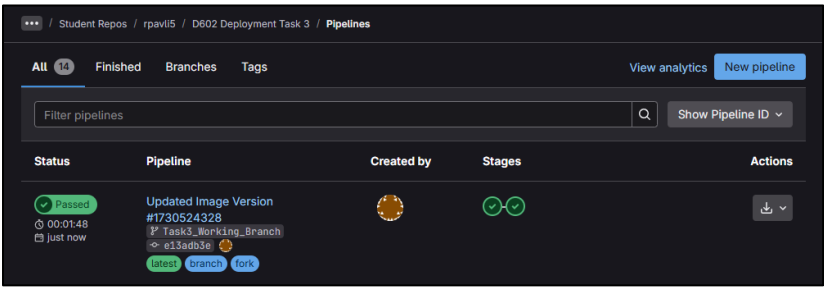 ••• / Student Repos / rpavli5 / D602 Deployment Task 3 / Pipelines
All 14 Finished Branches Tags View analytics New pipeline
Filter pipelines Show Pipeline ID
Status Pipeline Created by Stages Actions
Passed
00:01:48
just now
Updated Image Version
#1730524328
Task3_Working_Branch
e13adb3e
latest branch fork